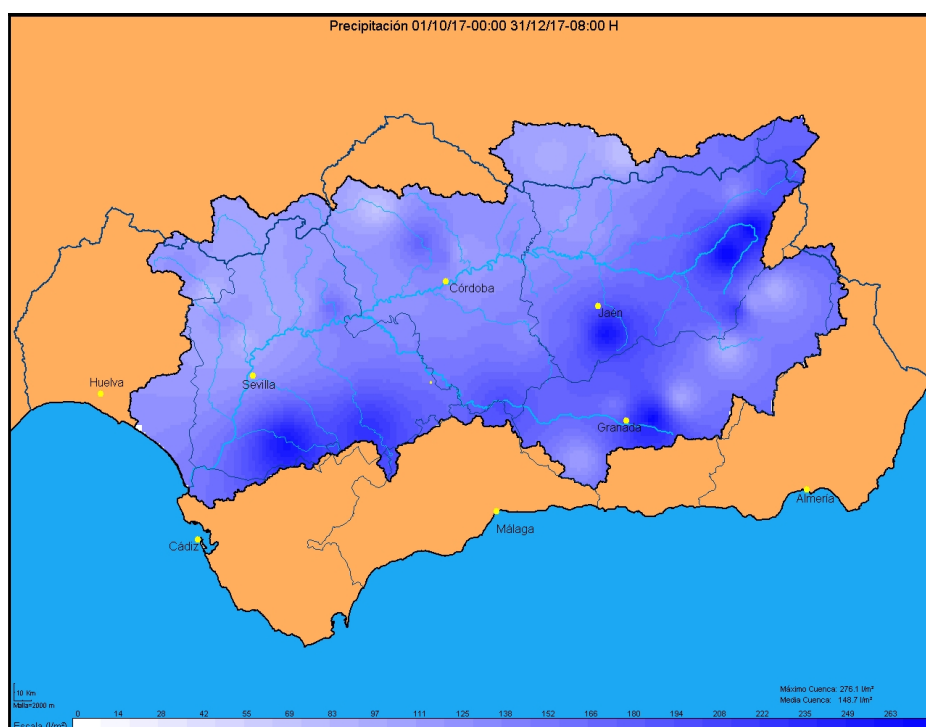 Precipitación 01/10/17-00:00 31/12/17-08:00 H
Córdoba
Jaén
Huelva
Sevilla
Granada
Almería
Málaga
Cádiz
10 Km
Malla=2000 m
Máximo Cuenca: 276.1 l/m²
Media Cuenca: 148.7 l/m²
Escala (l/m²) 0 14 28 42 55 69 83 97 111 125 138 152 166 180 194 208 222 235 249 263